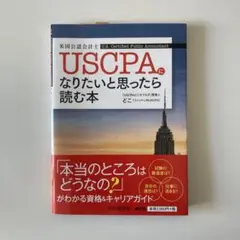 米国公認会計士 U.S. Certified Public Accountant
USCPAに
なりたいと思ったら
読む本
どこ
「本当のところは
どうなの?」
がわかる資格&キャリアガイド